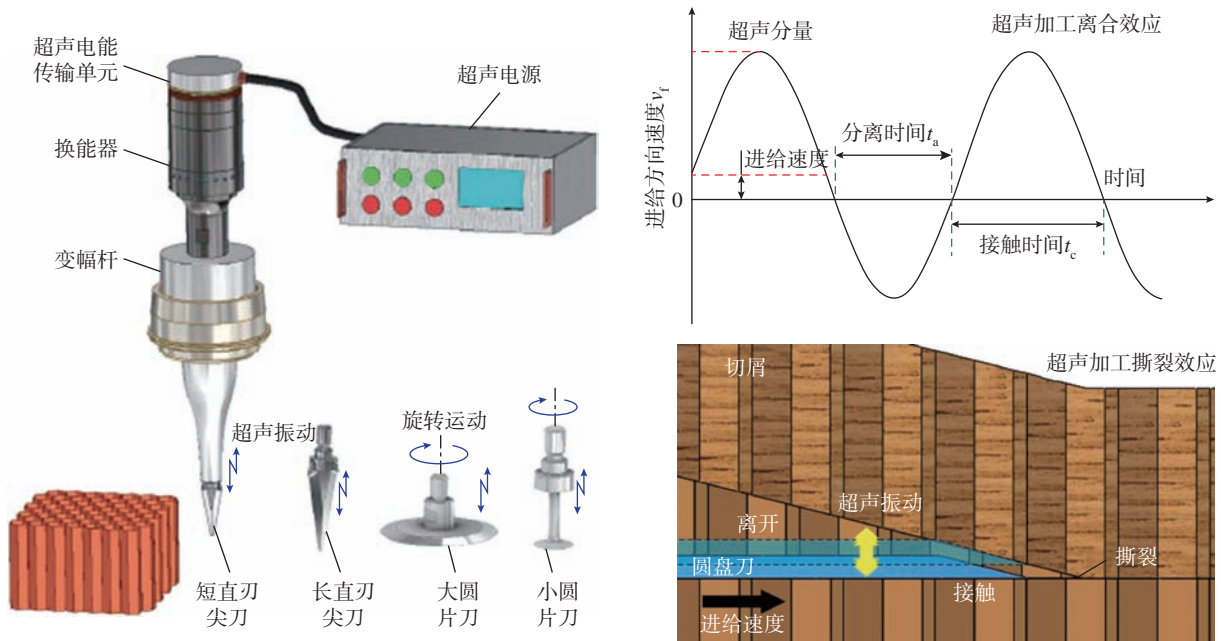 超声电能
传输单元
换能器
变幅杆
超声电源
超声振动
旋转运动
短直刃
尖刀
长直刃
尖刀
大圆
片刀
小圆
片刀
超声分量
超声加工离合效应
进给方向速度vf
分离时间ta
进给速度
时间
0
接触时间tc
切屑
超声加工撕裂效应
超声振动
离开
圆盘刀
撕裂
接触
进给速度